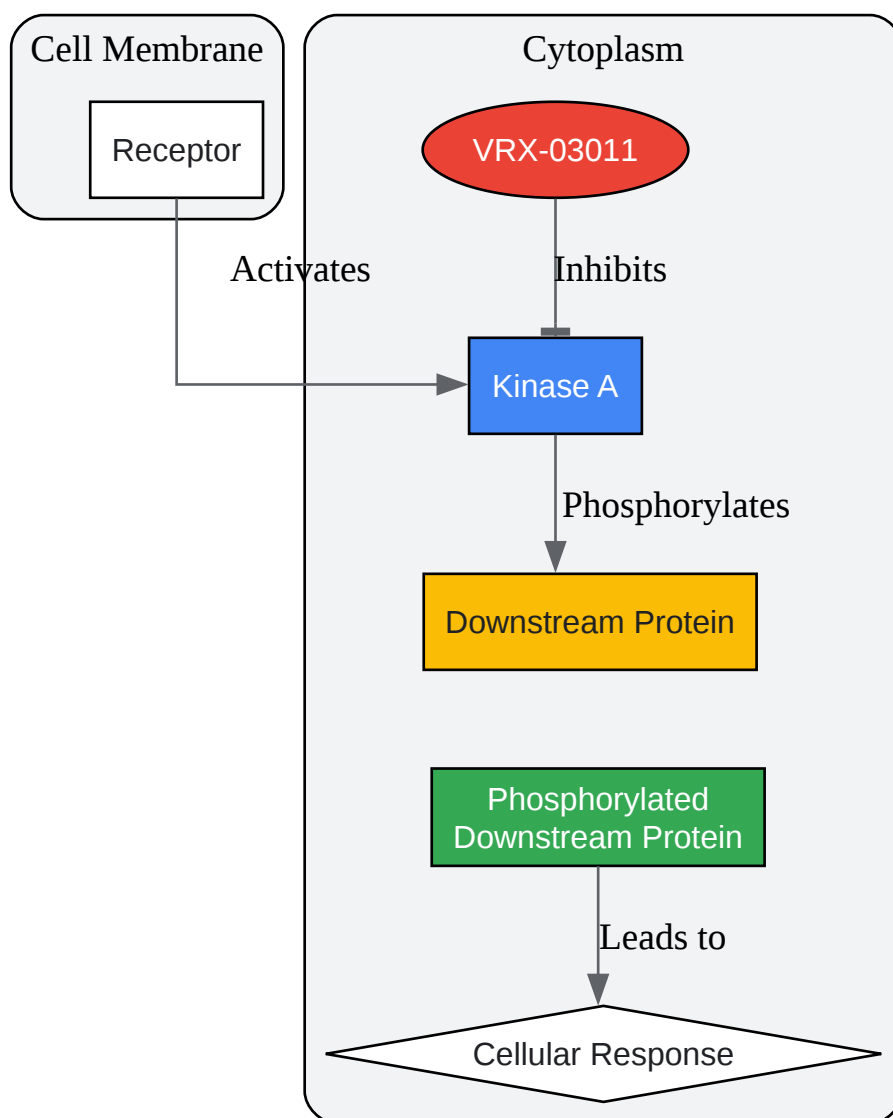 Cell Membrane
Cytoplasm
Receptor
VRX-03011
Activates
Inhibits
Kinase A
Phosphorylates
Downstream Protein
Phosphorylated
Downstream Protein
Leads to
Cellular Response